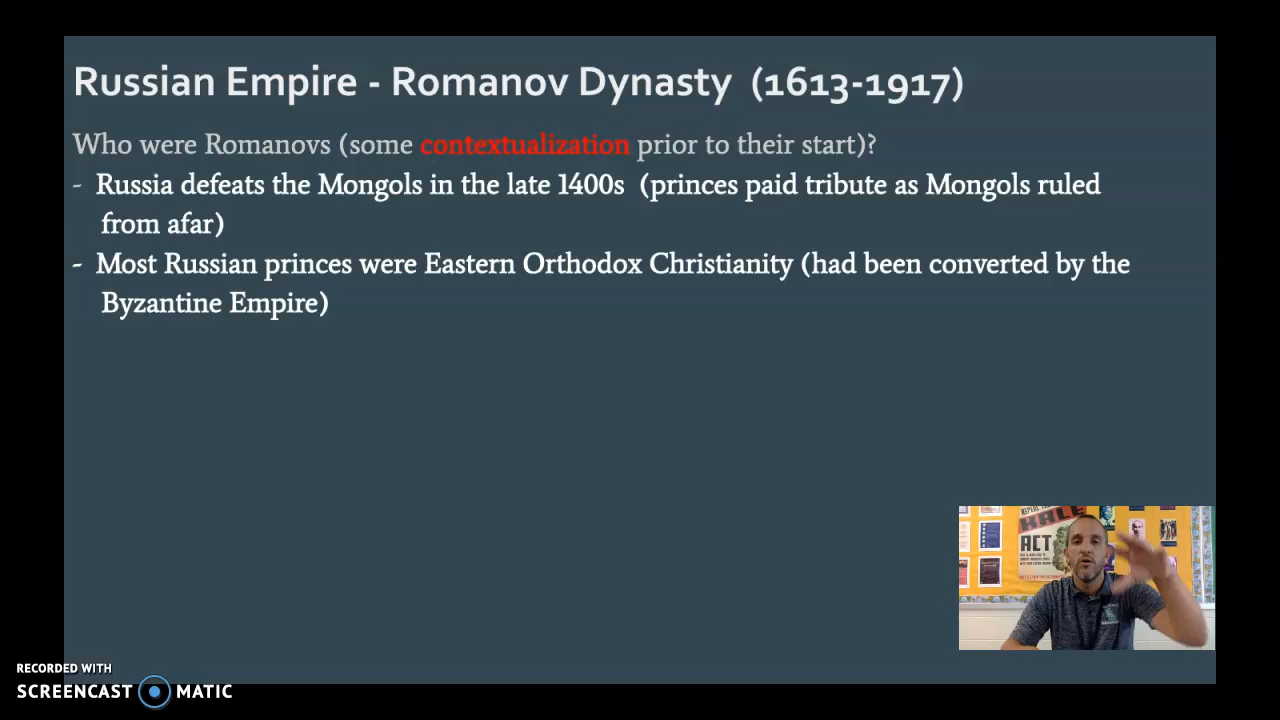 Russian Empire - Romanov Dynasty (1613-1917)
Who were Romanovs (some contextualization prior to their start)?
- Russia defeats the Mongols in the late 1400s (princes paid tribute as Mongols ruled
from afar)
- Most Russian princes were Eastern Orthodox Christianity (had been converted by the
Byzantine Empire)
KALE
ACT
RECORDED WITH
SCREENCAST MATIC